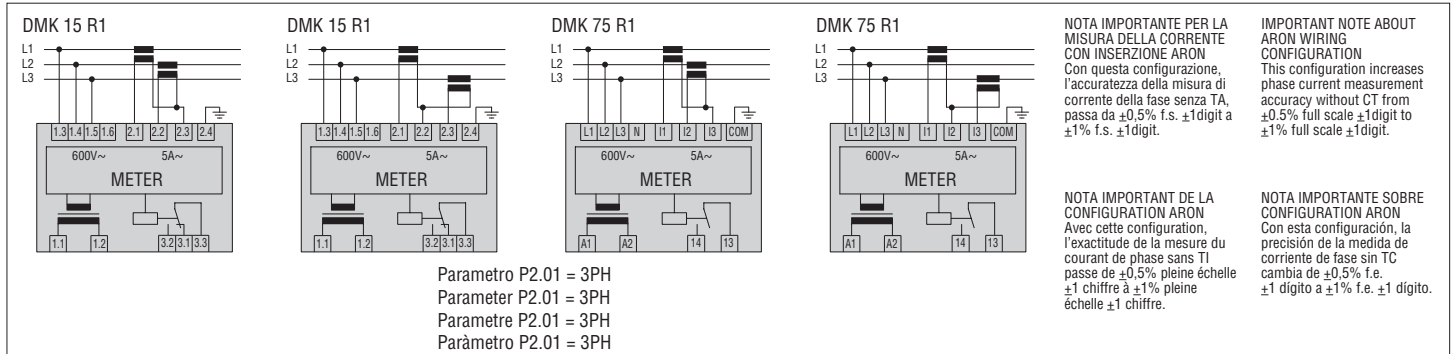 DMK 15 R1
L1
L2
L3
1.3 1.4 1.5 1.6 2.1 2.2 2.3 2.4
600V~ 5A~
METER
1.1 1.2 3.2 3.1 3.3
DMK 15 R1
L1
L2
L3
1.3 1.4 1.5 1.6 2.1 2.2 2.3 2.4
600V~ 5A~
METER
1.1 1.2 3.2 3.1 3.3
DMK 75 R1
L1
L2
L3
L1 L2 L3 N I1 I2 I3 COM
600V~ 5A~
METER
A1 A2 14 13
DMK 75 R1
L1
L2
L3
L1 L2 L3 N I1 I2 I3 COM
600V~ 5A~
METER
A1 A2 14 13
Parametro P2.01 = 3PH
Parameter P2.01 = 3PH
Parametre P2.01 = 3PH
Paràmetro P2.01 = 3PH
NOTA IMPORTANTE PER LA
MISURA DELLA CORRENTE
CON INSERZIONE ARON
Con questa configurazione,
l'accuratezza della misura di
corrente della fase senza TA,
passa da ±0,5% f.s. ±1digit a
±1% f.s. ±1digit.
IMPORTANT NOTE ABOUT
ARON WIRING
CONFIGURATION
This configuration increases
phase current measurement
accuracy without CT from
±0.5% full scale ±1digit to
±1% full scale ±1digit.
NOTA IMPORTANT DE LA
CONFIGURATION ARON
Avec cette configuration,
l'exactitude de la mesure du
courant de phase sans TI
passe de ±0,5% pleine échelle
±1 chiffre à ±1% pleine
échelle ±1 chiffre.
NOTA IMPORTANTE SOBRE
CONFIGURATION ARON
Con esta configuración, la
precisión de la medida de
corriente de fase sin TC
cambia de ±0,5% f.e.
±1 dígito a ±1% f.e. ±1 dígito.